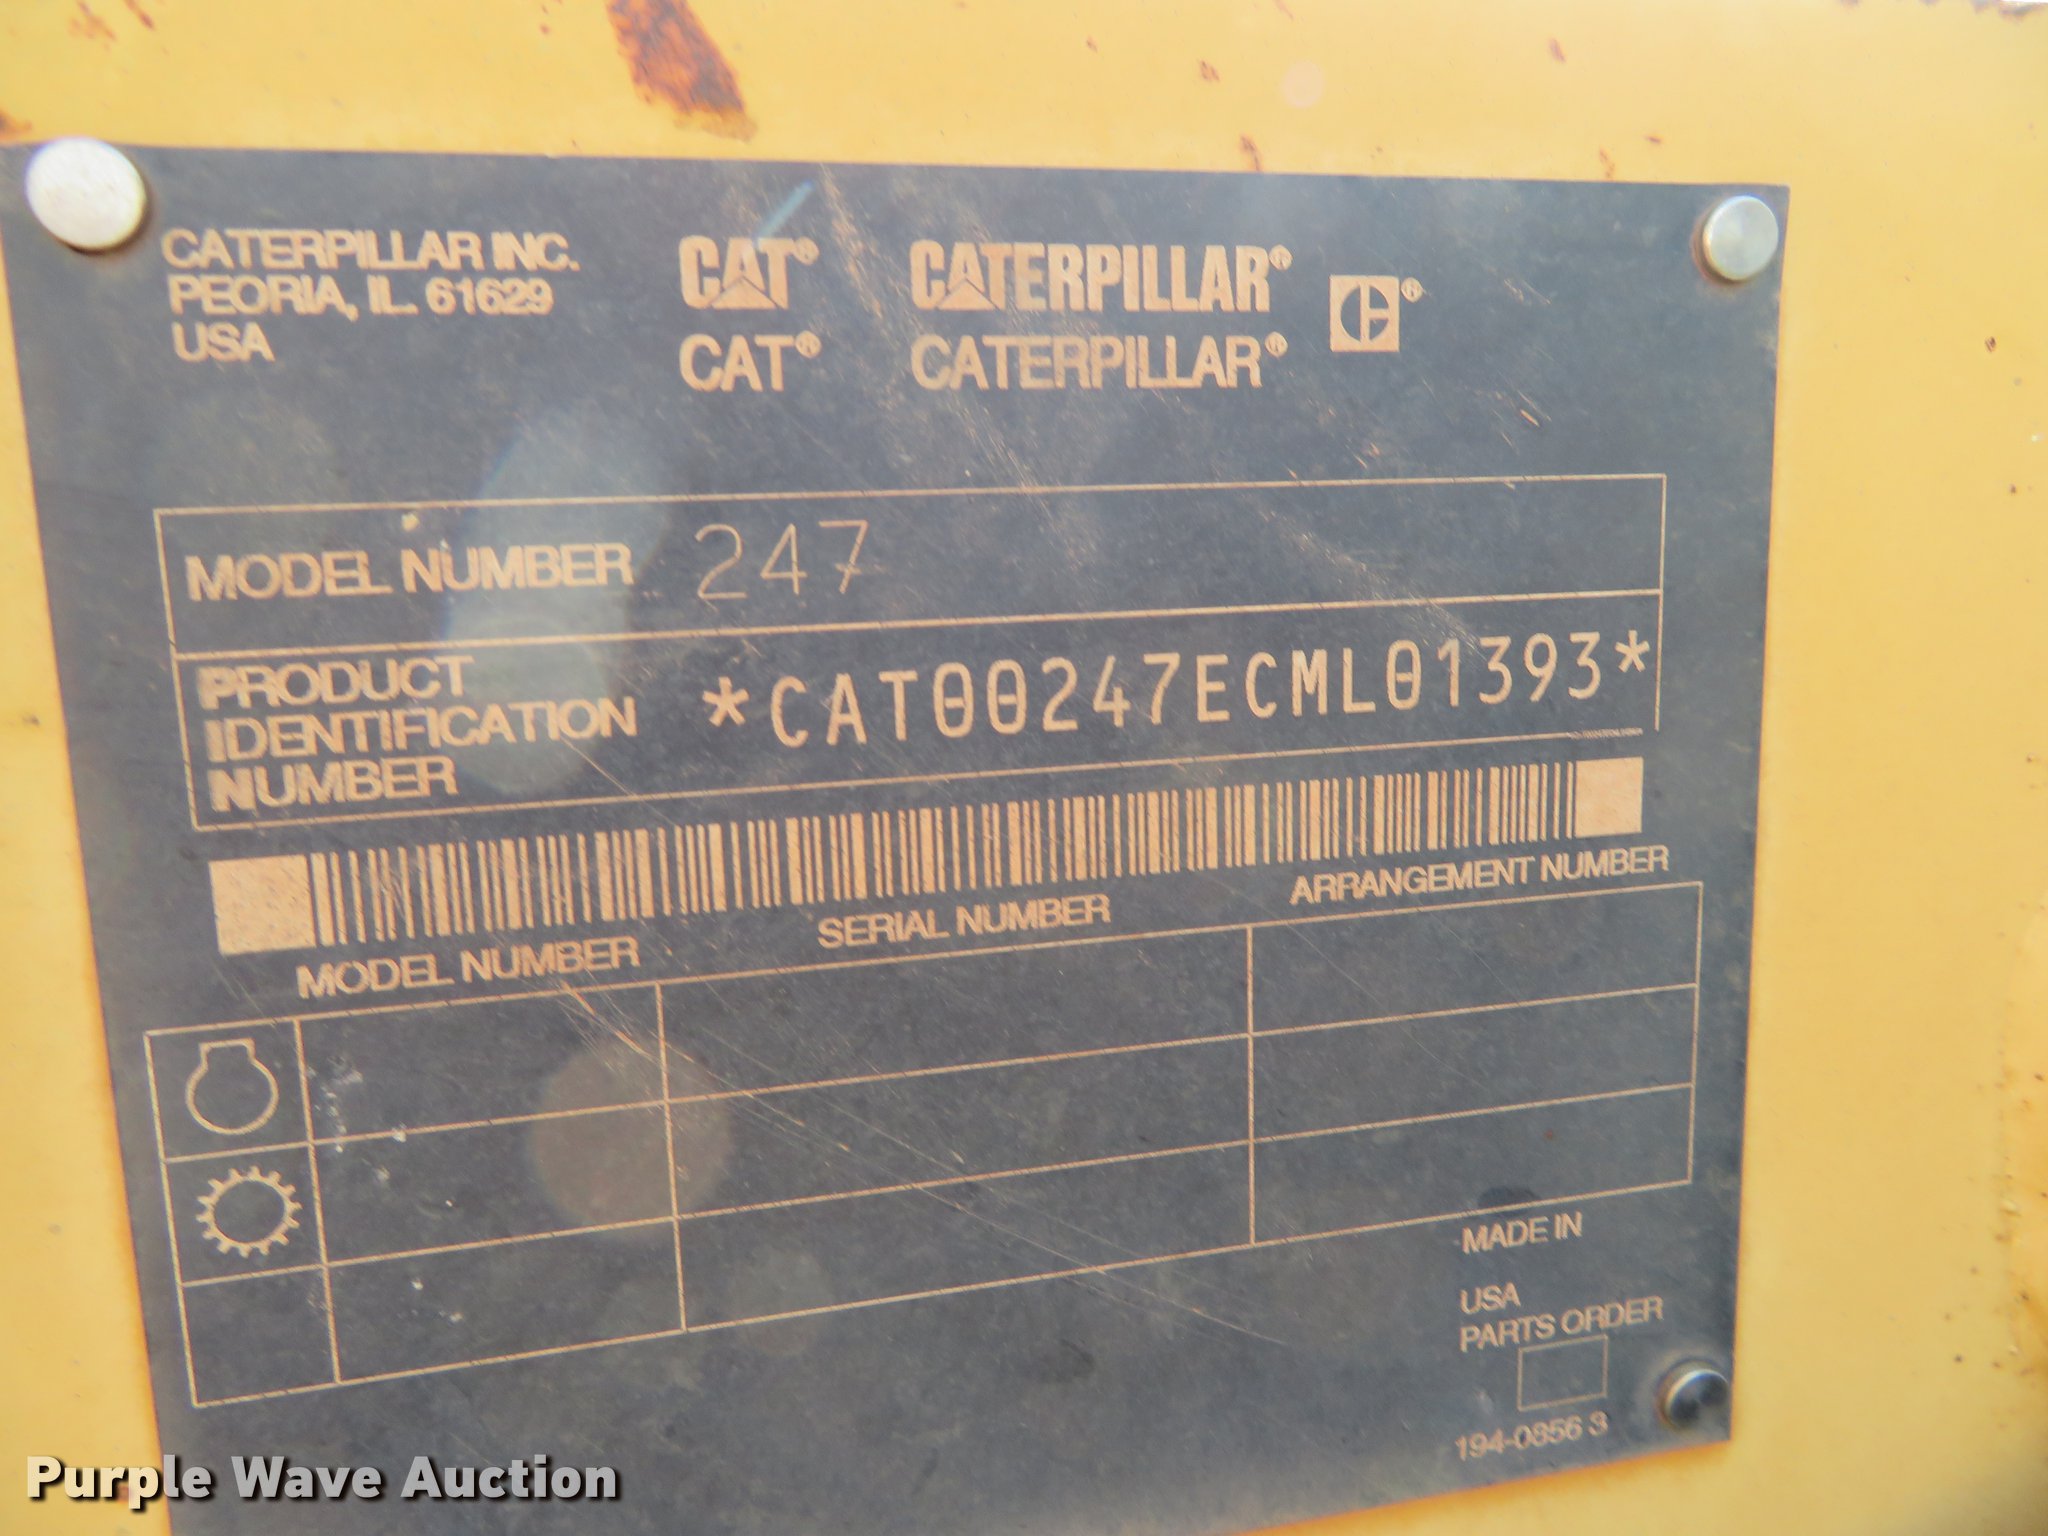 CATERPILLAR INC.
PEORIA, IL. 61629
USA
CAT® CATERPILLAR® ®
CAT® CATERPILLAR®
MODEL NUMBER 247
PRODUCT
IDENTIFICATION
NUMBER
*CAT00247ECML01393*
MODEL NUMBER SERIAL NUMBER ARRANGEMENT NUMBER
MADE IN
USA
PARTS ORDER
194-0856 3
Purple Wave Auction